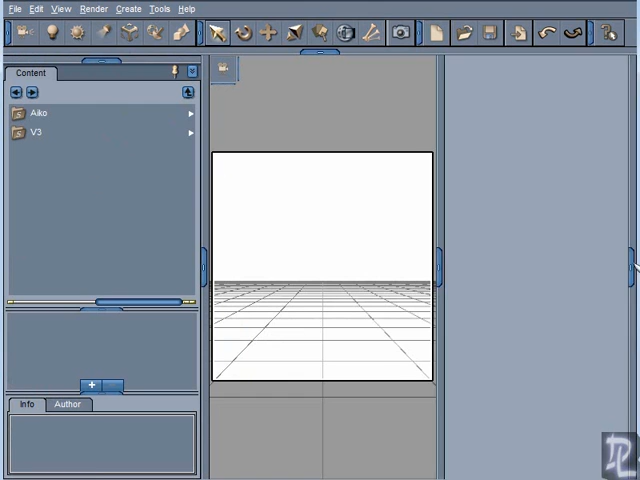 File Edit View Render Create Tools Help
Content
Aiko
V3
Info Author